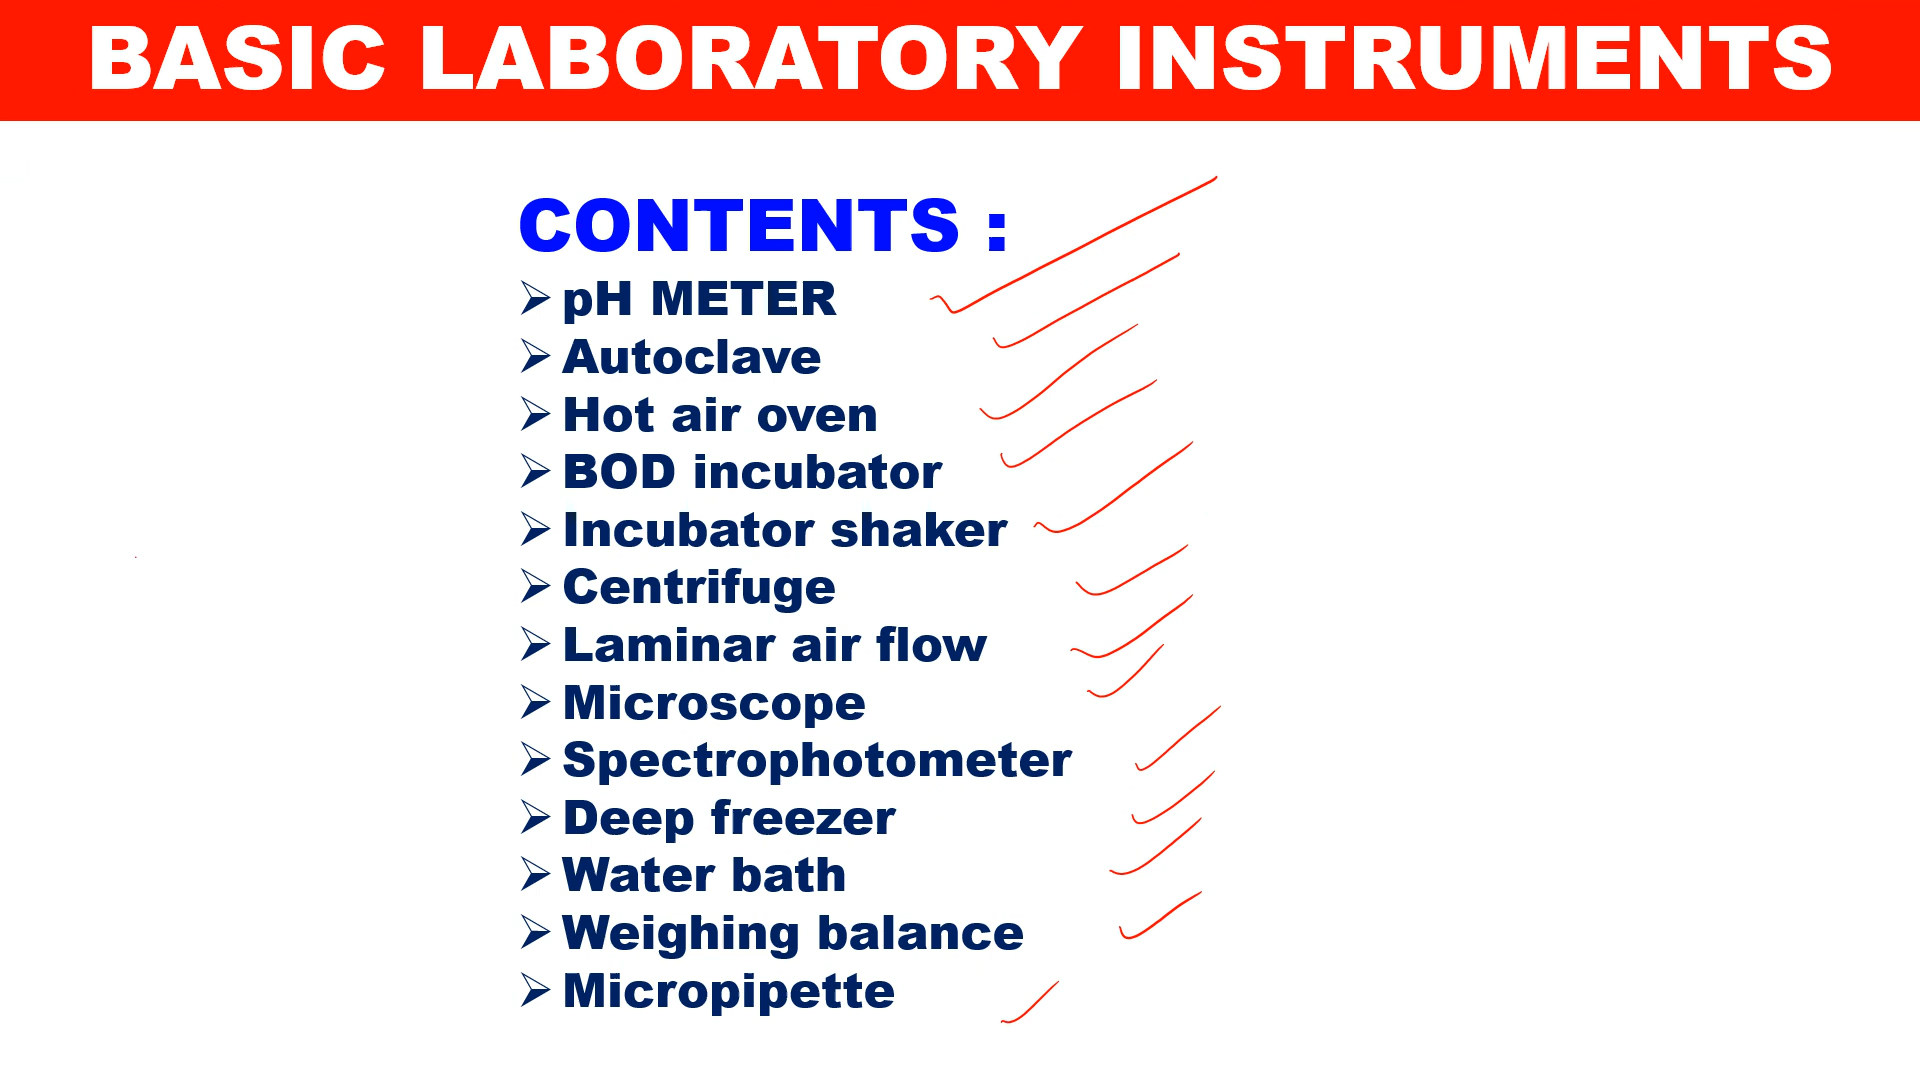 BASIC LABORATORY INSTRUMENTS
CONTENTS :
➢ pH METER
➢ Autoclave
➢ Hot air oven
➢ BOD incubator
➢ Incubator shaker
➢ Centrifuge
➢ Laminar air flow
➢ Microscope
➢ Spectrophotometer
➢ Deep freezer
➢ Water bath
➢ Weighing balance
➢ Micropipette